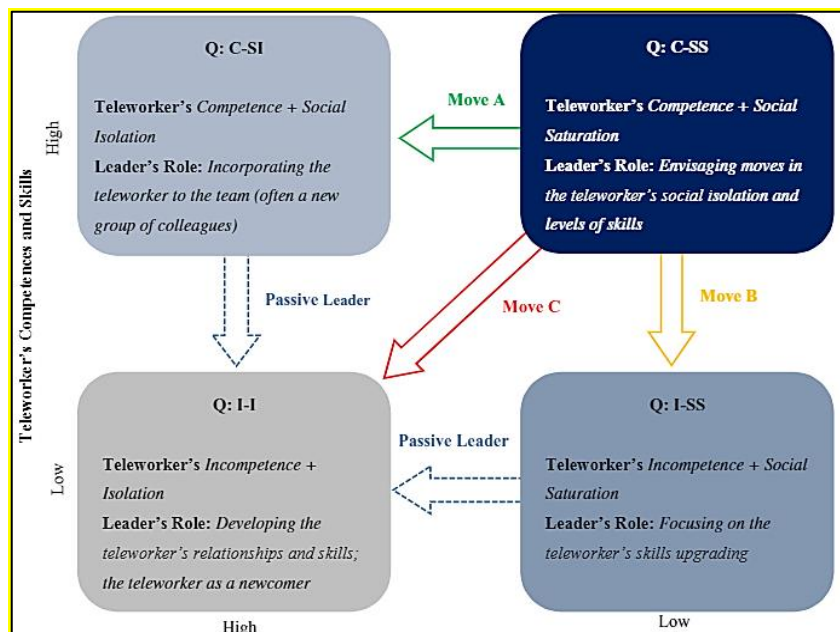 Q: C-SI
Teleworker's Competence + Social
Isolation
Leader's Role: Incorporating the
teleworker to the team (often a new
group of colleagues)
Move A
Q: C-SS
Teleworker's Competence + Social
Saturation
Leader's Role: Envisaging moves in
the teleworker's social isolation and
levels of skills
High
Teleworker's Competences and Skills
Passive Leader
Move C
Move B
Q: I-I
Teleworker's Incompetence +
Isolation
Leader's Role: Developing the
teleworker's relationships and skills;
the teleworker as a newcomer
Passive Leader
Q: I-SS
Teleworker's Incompetence + Social
Saturation
Leader's Role: Focusing on the
teleworker's skills upgrading
Low
High
Low